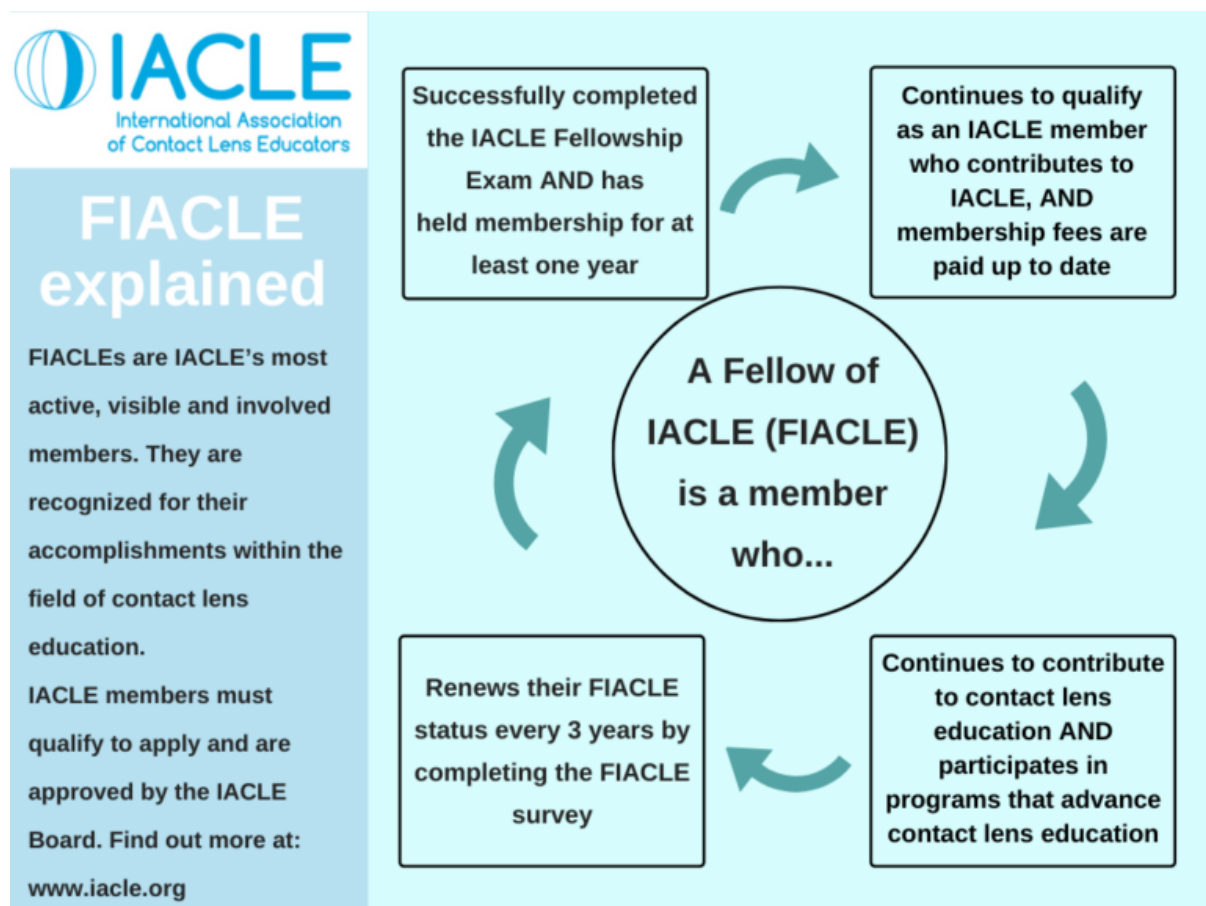 IACLE
International Association
of Contact Lens Educators
FIACLE
explained
FIACLEs are IACLE's most
active, visible and involved
members. They are
recognized for their
accomplishments within the
field of contact lens
education.
IACLE members must
qualify to apply and are
approved by the IACLE
Board. Find out more at:
www.iacle.org
Successfully completed
the IACLE Fellowship
Exam AND has
held membership for at
least one year
Continues to qualify
as an IACLE member
who contributes to
IACLE, AND
membership fees are
paid up to date
A Fellow of
IACLE (FIACLE)
is a member
who...
Renews their FIACLE
status every 3 years by
completing the FIACLE
survey
Continues to contribute
to contact lens
education AND
participates in
programs that advance
contact lens education